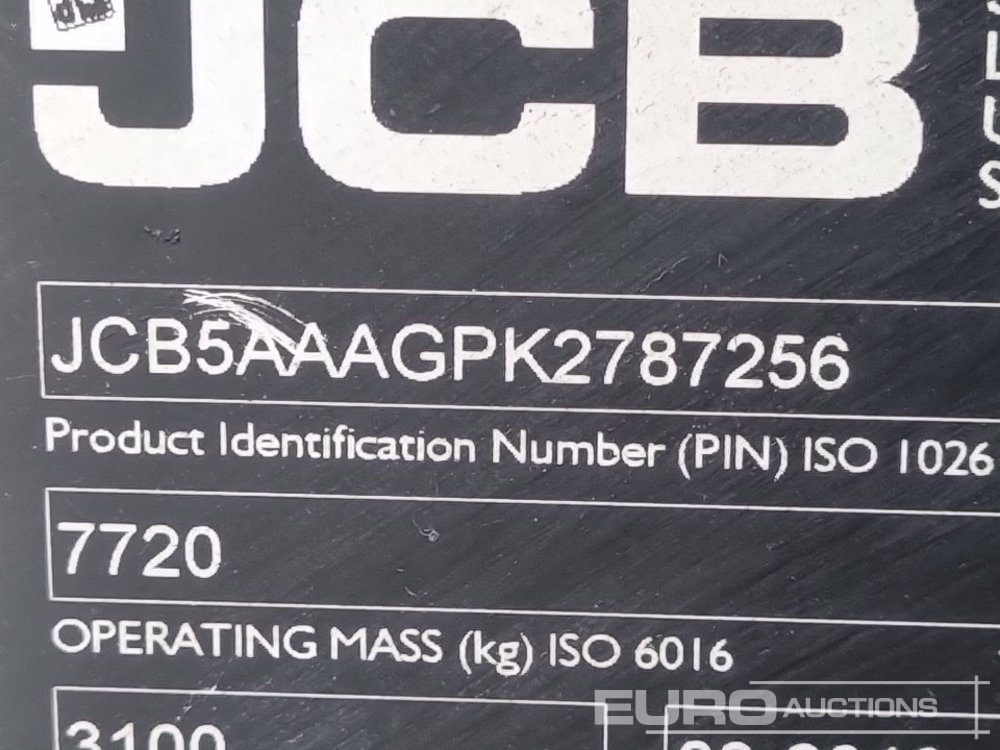 JCB
JCB5AAAGPK2787256
Product Identification Number (PIN) ISO 1026
7720
OPERATING MASS (kg) ISO 6016
3100
EURO AUCTIONS